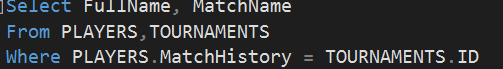 Select FullName, MatchName
From PLAYERS,TOURNAMENTS
Where PLAYERS.MatchHistory = TOURNAMENTS.ID